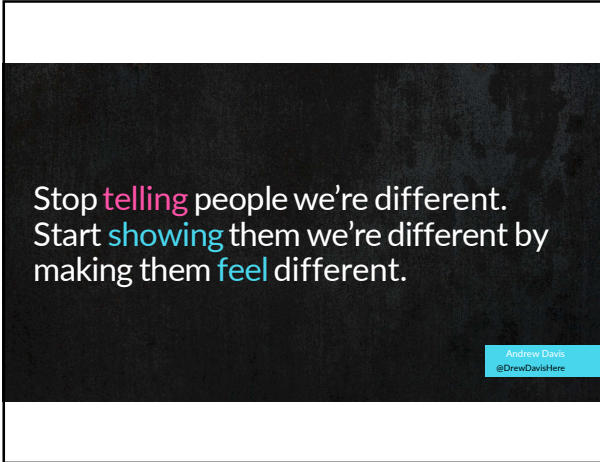 Stop telling people we’re different.
Start showing them we’re different by
making them feel different.
Andrew Davis
@DrewDavisHere